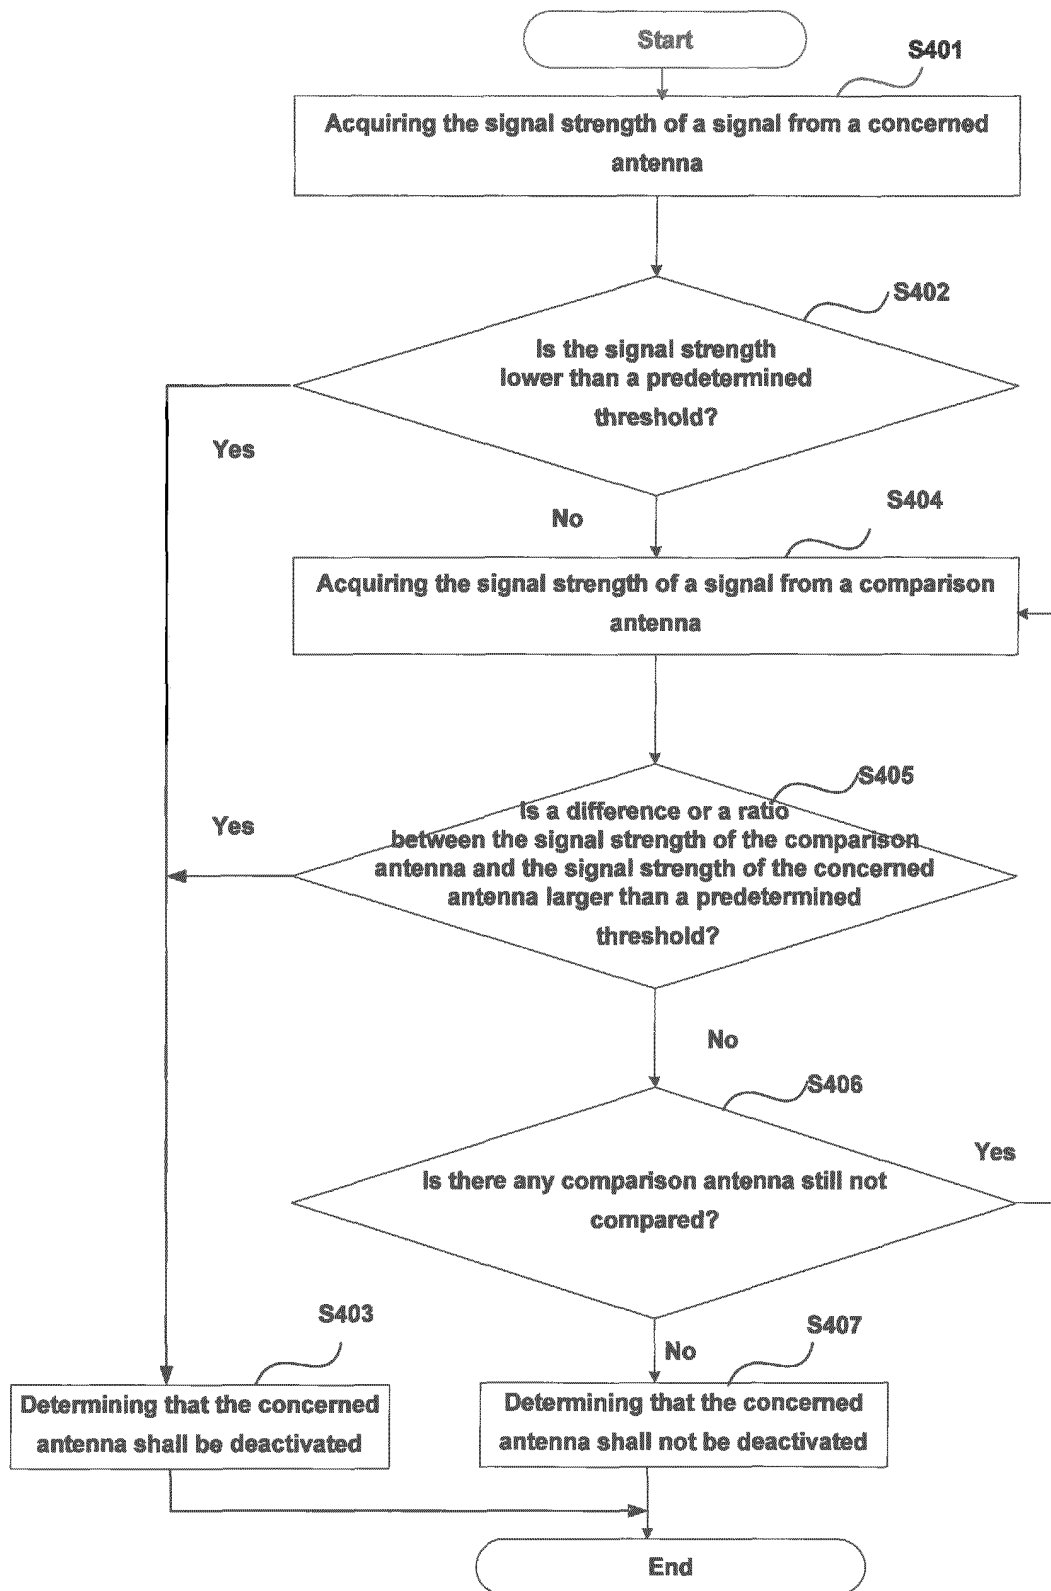 Start
S401
Acquiring the signal strength of a signal from a concerned
antenna
S402
Is the signal strength
lower than a predetermined
threshold?
Yes
No
S404
Acquiring the signal strength of a signal from a comparison
antenna
S405
Is a difference or a ratio
between the signal strength of the comparison
antenna and the signal strength of the concerned
antenna larger than a predetermined
threshold?
Yes
No
S406
Is there any comparison antenna still not
compared?
Yes
No
S403
Determining that the concerned
antenna shall be deactivated
S407
Determining that the concerned
antenna shall not be deactivated
End